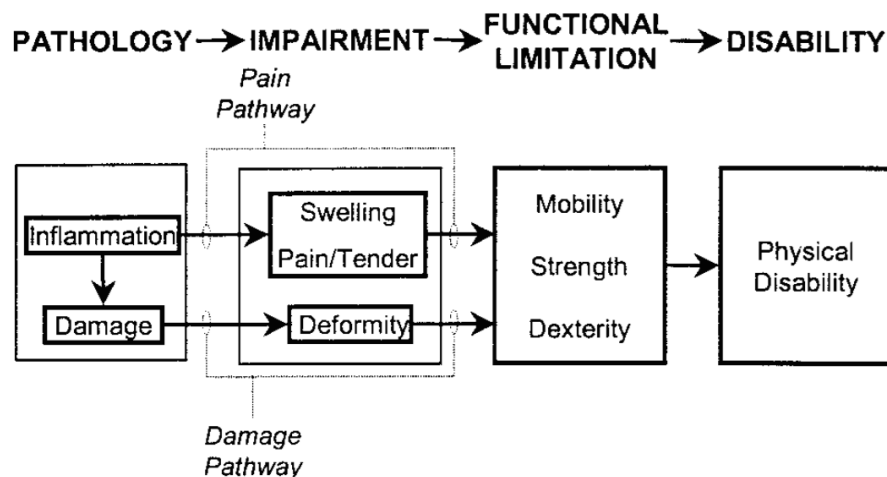 PATHOLOGY IMPAIRMENT FUNCTIONAL LIMITATION DISABILITY
Pain
Pathway
Inflammation
Damage
Swelling
Pain/Tender
Deformity
Mobility
Strength
Dexterity
Physical
Disability
Damage
Pathway